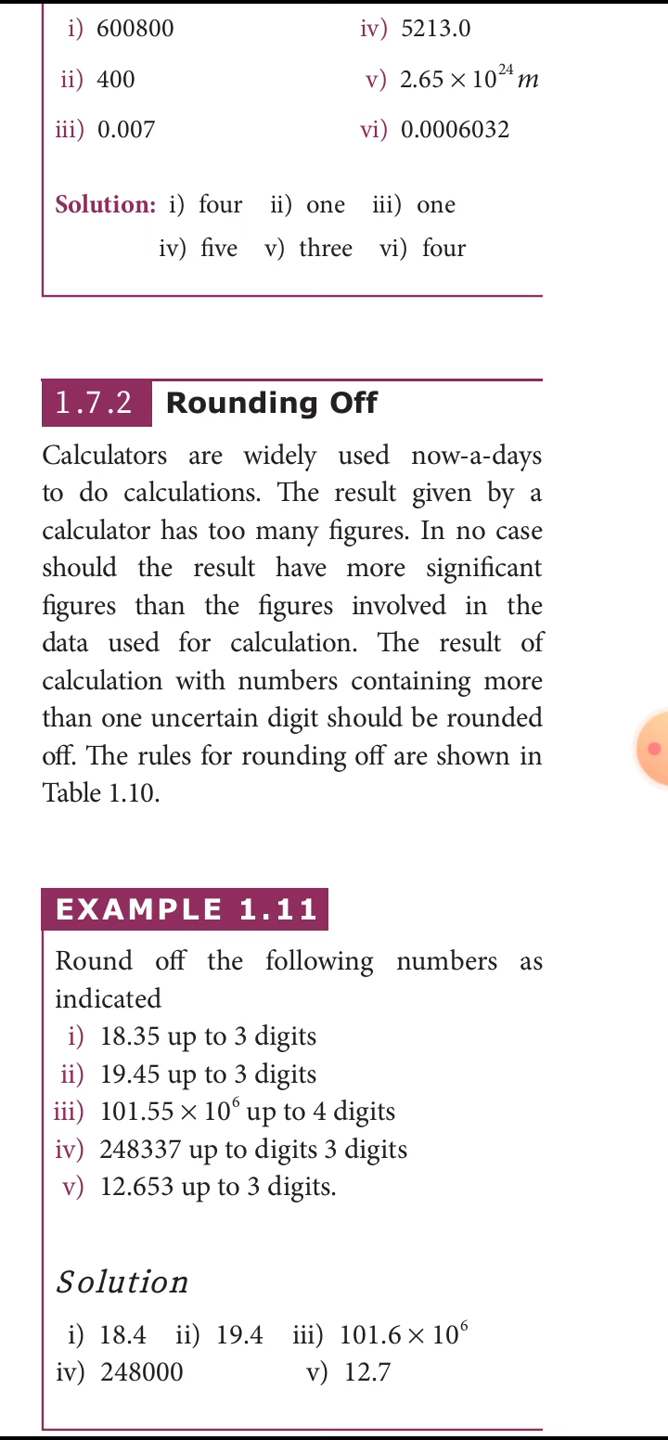 i) 600800 iv) 5213.0
ii) 400 v) 2.65 × 10²⁴ m
iii) 0.007 vi) 0.0006032
Solution: i) four ii) one iii) one
iv) five v) three vi) four
1.7.2 Rounding Off
Calculators are widely used now-a-days
to do calculations. The result given by a
calculator has too many figures. In no case
should the result have more significant
figures than the figures involved in the
data used for calculation. The result of
calculation with numbers containing more
than one uncertain digit should be rounded
off. The rules for rounding off are shown in
Table 1.10.
EXAMPLE 1.11
Round off the following numbers as
indicated
i) 18.35 up to 3 digits
ii) 19.45 up to 3 digits
iii) 101.55 × 10⁶ up to 4 digits
iv) 248337 up to digits 3 digits
v) 12.653 up to 3 digits.
Solution
i) 18.4 ii) 19.4 iii) 101.6 × 10⁶
iv) 248000 v) 12.7